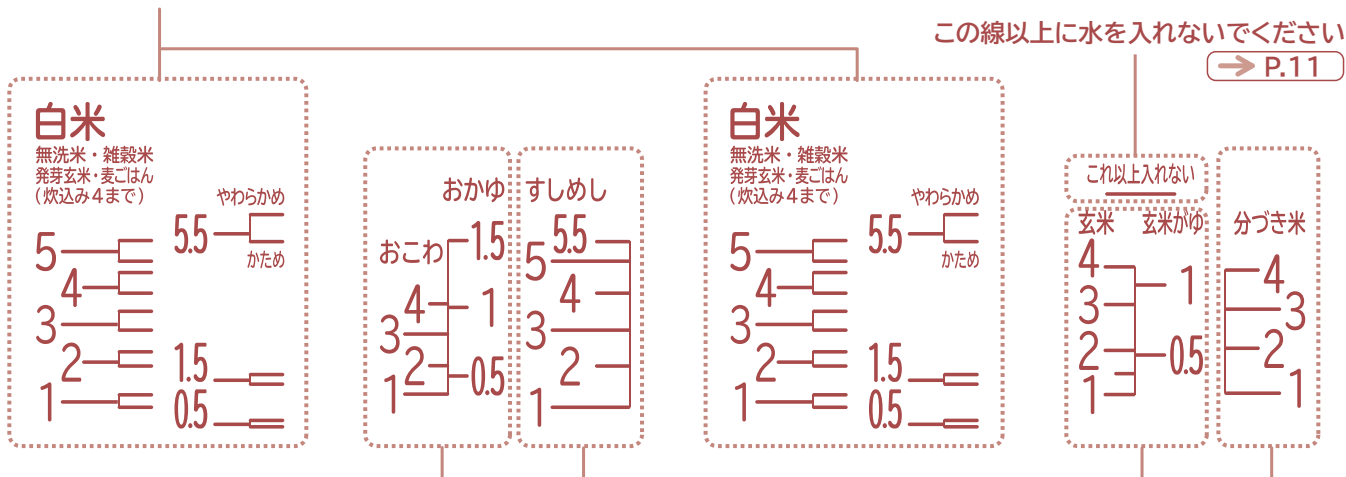 この線以上に水を入れないでください
P.11
白米
無洗米・雑穀米
発芽玄米・麦ごはん
（炊込み4まで）
やわらかめ
5.5
かため
5
4
3
2
1
1.5
0.5
おかゆ
1.5
1
0.5
おこわ
4
3
2
1
すしめし
5.5
5
4
3
2
1
白米
無洗米・雑穀米
発芽玄米・麦ごはん
（炊込み4まで）
やわらかめ
5.5
かため
5
4
3
2
1
1.5
0.5
これ以上入れない
玄米
4
3
2
1
玄米がゆ
1
0.5
分づき米
4
3
2
1